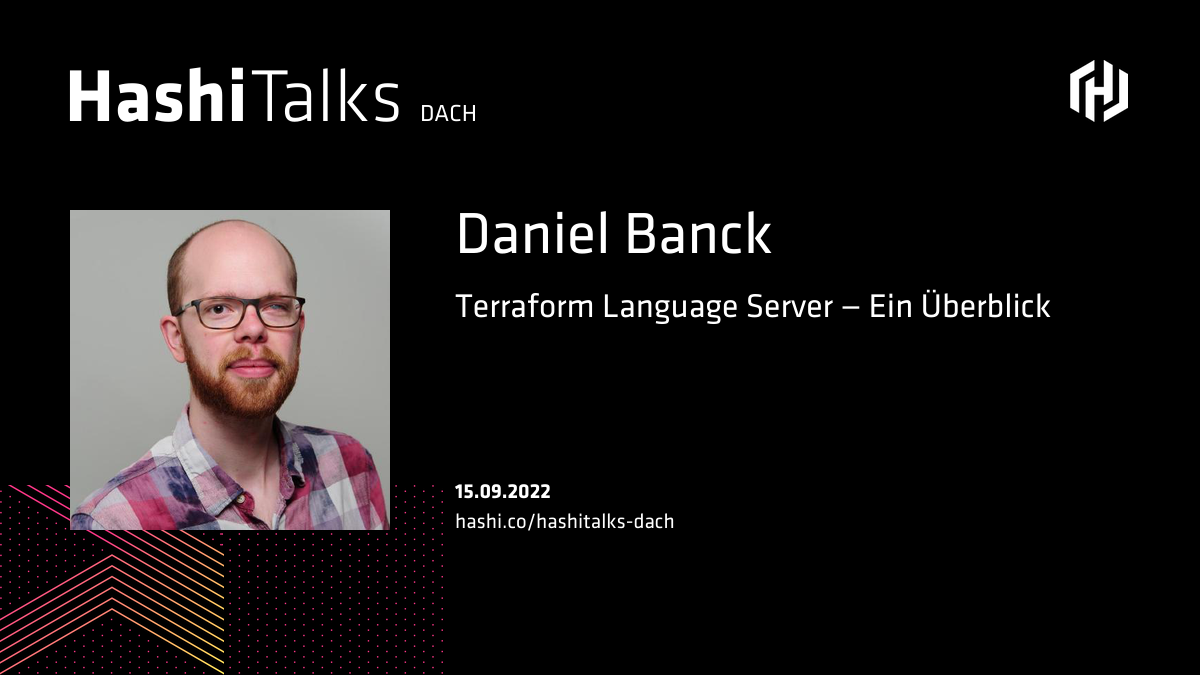 HashiTalks DACH
Daniel Banck
Terraform Language Server – Ein Überblick
15.09.2022
hashi.co/hashitalks-dach